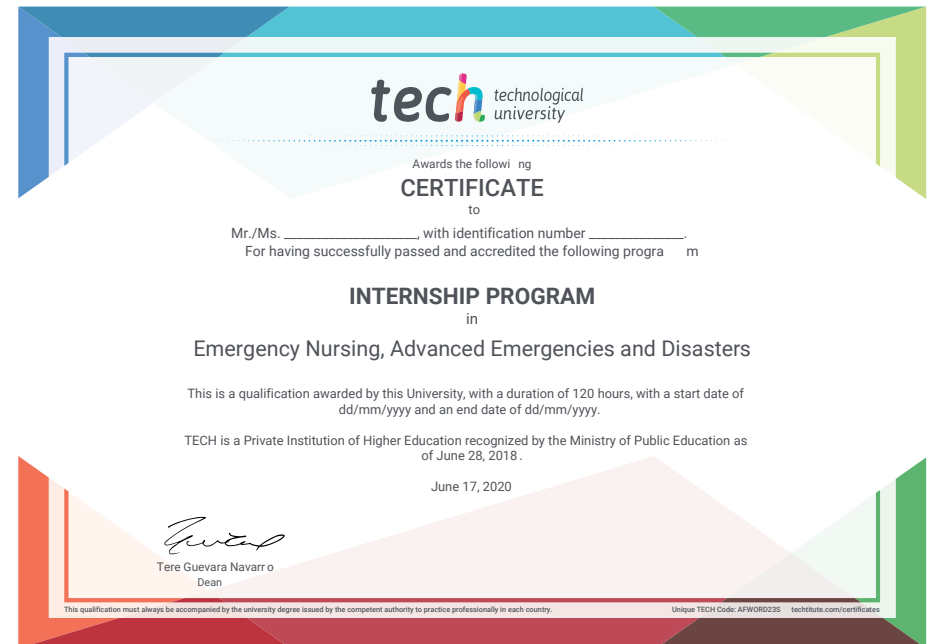 tech technological
university
Awards the followi ng
CERTIFICATE
to
Mr./Ms. ____________________, with identification number ______________.
For having successfully passed and accredited the following progra m
INTERNSHIP PROGRAM
in
Emergency Nursing, Advanced Emergencies and Disasters
This is a qualification awarded by this University, with a duration of 120 hours, with a start date of
dd/mm/yyyy and an end date of dd/mm/yyyy.
TECH is a Private Institution of Higher Education recognized by the Ministry of Public Education as
of June 28, 2018.
June 17, 2020
Tere Guevara Navarro
Dean
This qualification must always be accompanied by the university degree issued by the competent authority to practice professionally in each country. Unique TECH Code: AFWORD23S techtitute.com/certificates